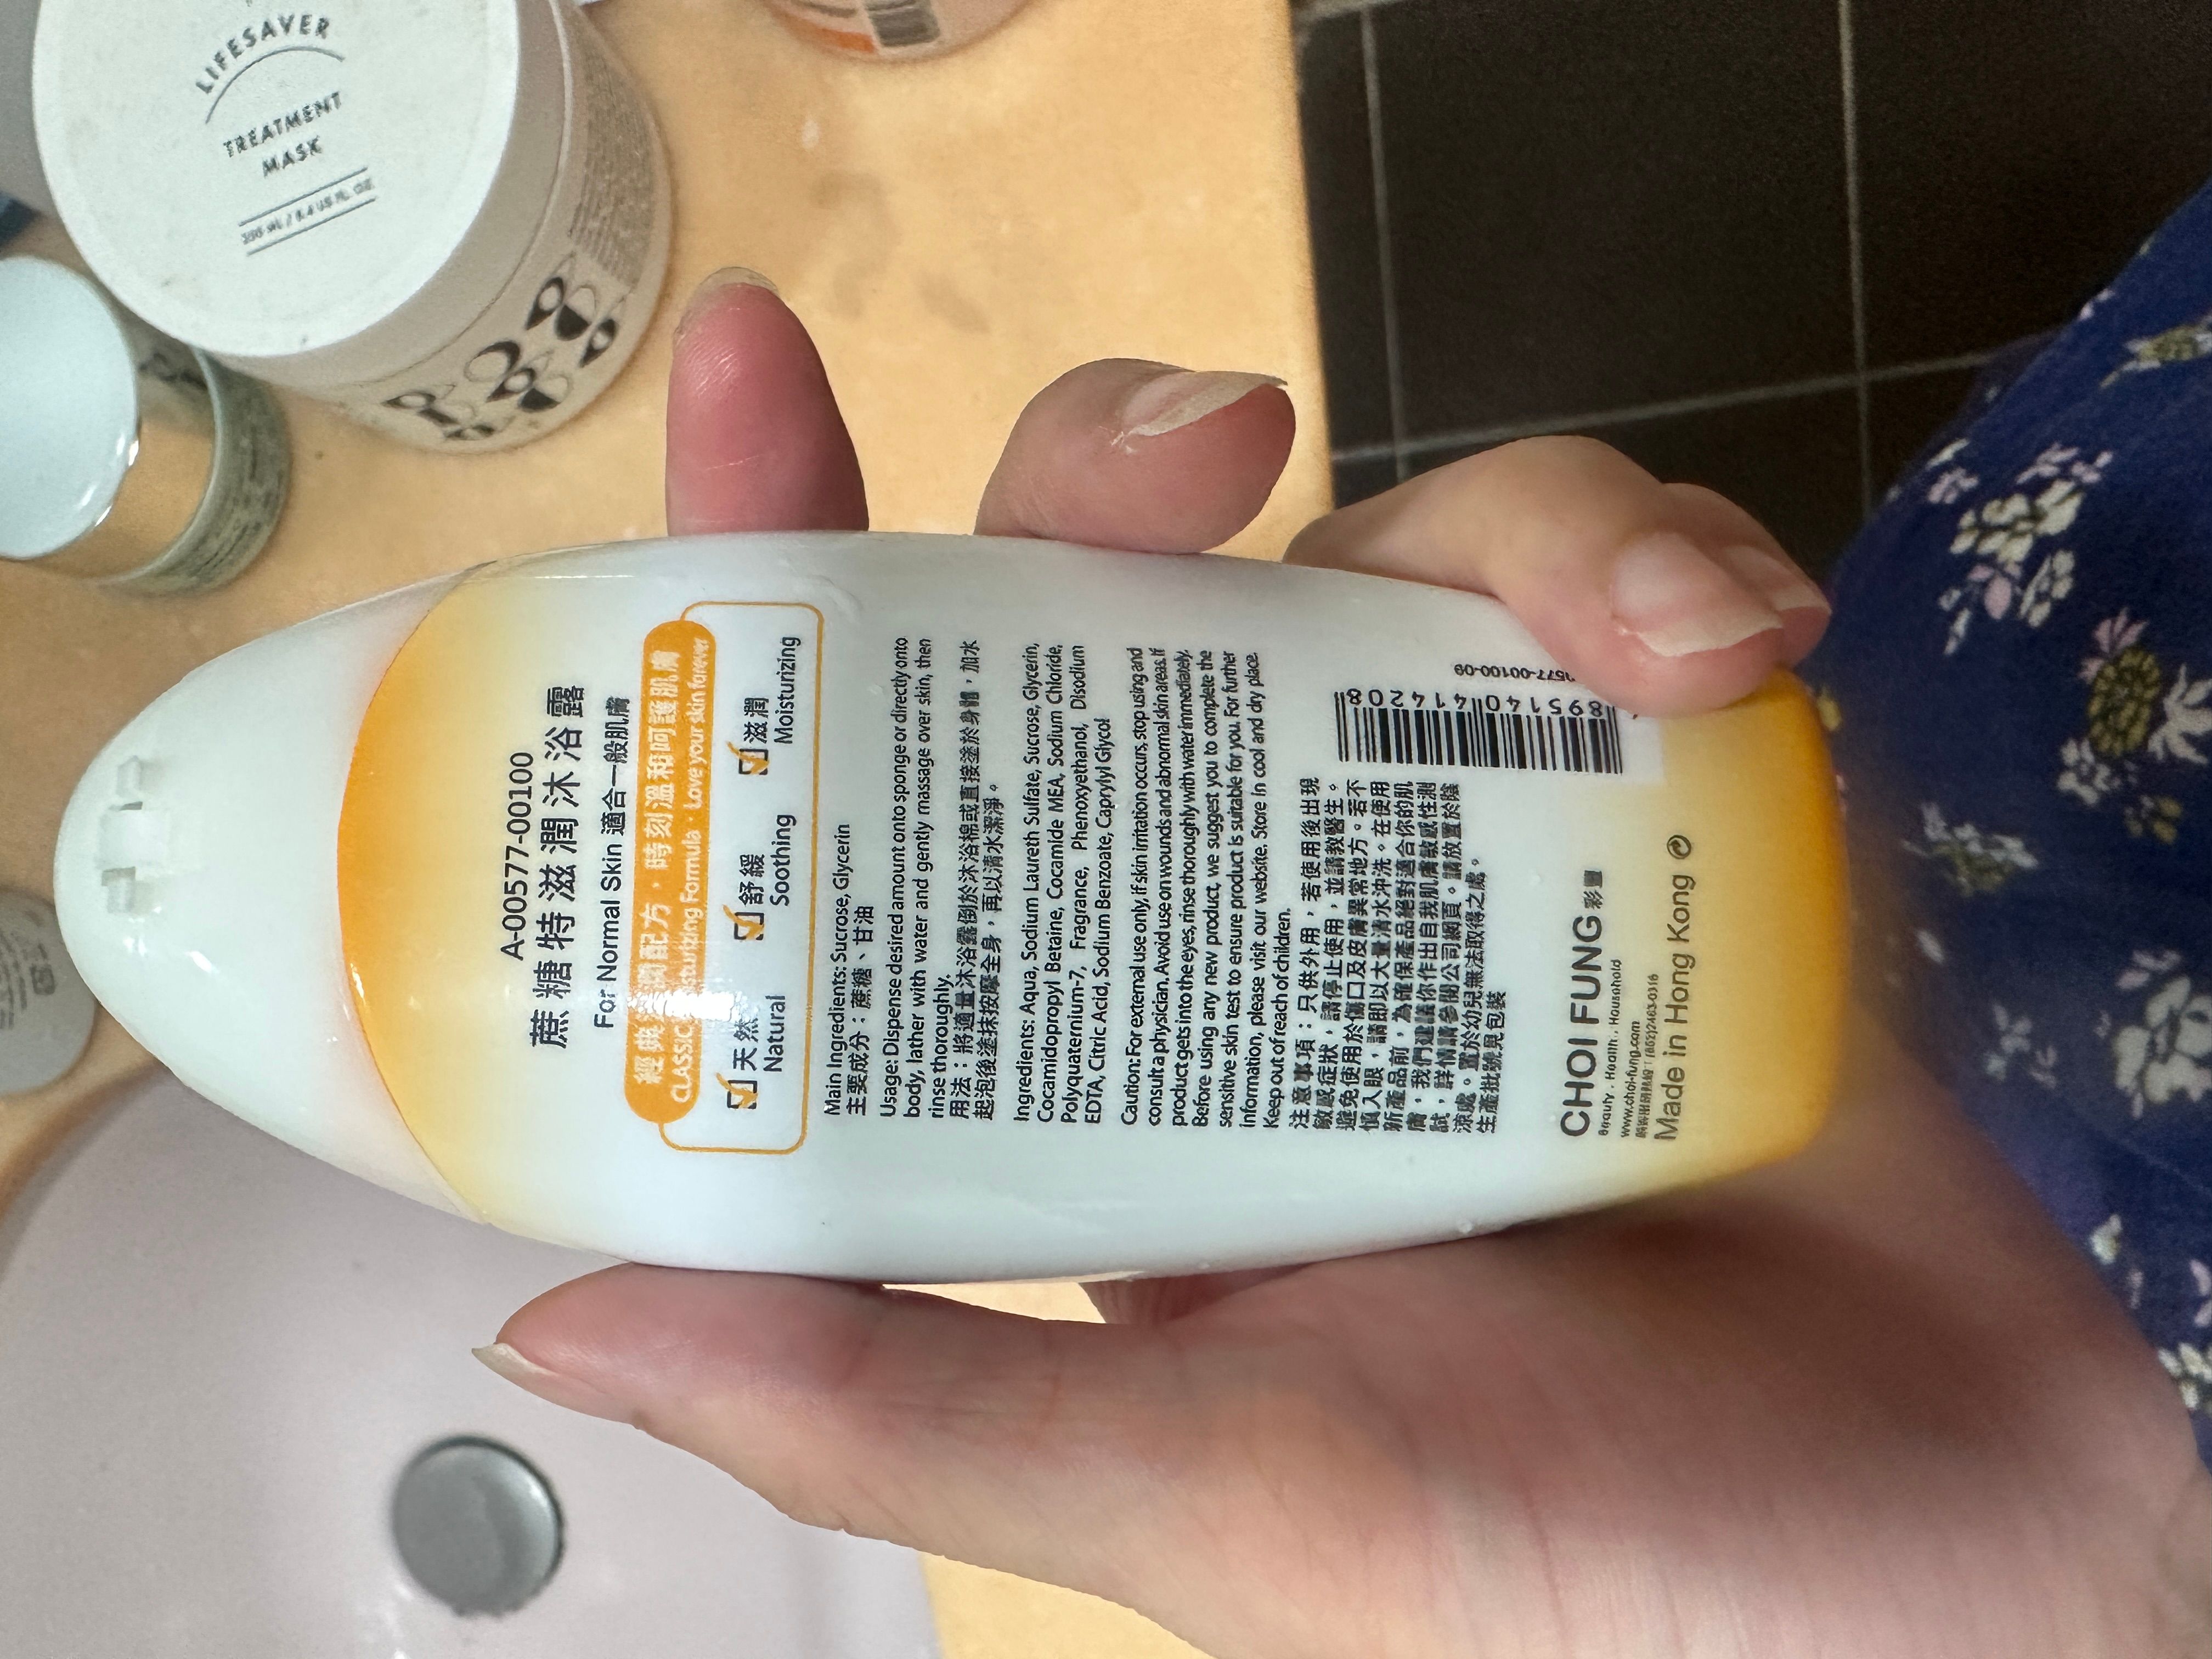 LIFESAVER
TREATMENT
MASK
A-00577-00100
蔗糖特滋潤沐浴露
For Normal Skin 適合一般肌膚
經典滋潤配方，時刻溫和呵護肌膚
CLASSIC Moisturizing Formula · Love your skin forever
天然 舒緩 滋潤
Natural Soothing Moisturizing
Main Ingredients: Sucrose, Glycerin
主要成分：蔗糖、甘油
Usage: Dispense desired amount onto sponge or directly onto
body, lather with water and gently massage over skin, then
rinse thoroughly.
用法：將適量沐浴露倒於沐浴棉或直接塗於身體，加水
起泡後塗抹按摩全身，再以清水潔淨。
Ingredients: Aqua, Sodium Laureth Sulfate, Sucrose, Glycerin,
Cocamidopropyl Betaine, Cocamide MEA, Sodium Chloride,
Polyquaternium-7, Fragrance, Phenoxyethanol, Disodium
EDTA, Citric Acid, Sodium Benzoate, Caprylyl Glycol
Caution: For external use only, if skin irritation occurs, stop using and
consult a physician. Avoid use on wounds and abnormal skin areas. If
product gets into the eyes, rinse thoroughly with water immediately.
Before using any new product, we suggest you to complete the
sensitive skin test to ensure product is suitable for you. For further
information, please visit our website. Store in cool and dry place.
Keep out of reach of children.
注意事項：只供外用，若使用後出現
敏感症狀，請停止使用，並請教醫生。
避免使用於傷口及皮膚異常地方。若不
慎入眼，請即以大量清水沖洗。在使用
新產品前，為確保產品絕對適合你的肌
膚，我們建議你作出自我肌膚敏感性測
試，詳情請參閱公司網頁。請放置於陰
涼處。置於幼兒無法取得之處。
生產批號見包裝
8 95140 41420 8
577-00100-09
CHOI FUNG 彩豐
Beauty . Health . Household
www.choi-fung.com
(852)2463-0316
Made in Hong Kong